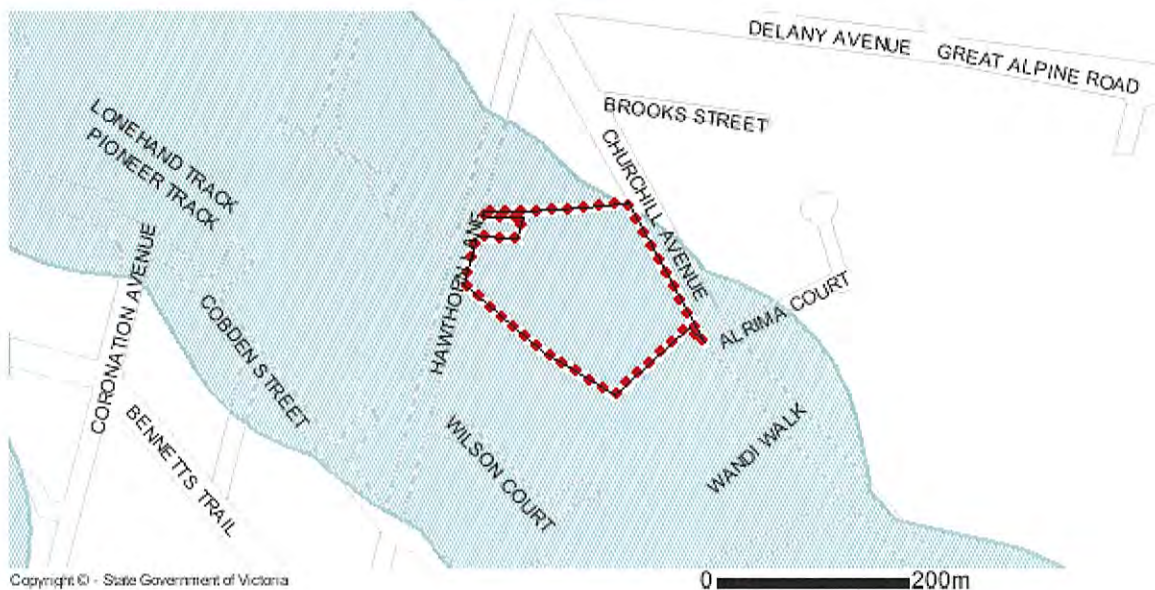 DELANY AVENUE
GREAT ALPINE ROAD
BROOKS STREET
LONEHAND TRACK
PIONEER TRACK
CHURCHILL AVENUE
HAWTHORN
CORONATION AVENUE
ALRIMA COURT
COBDEN STREET
BENNETTS TRAIL
WILSON COURT
WANDI WALK
Copyright © - State Government of Victoria
0 200m